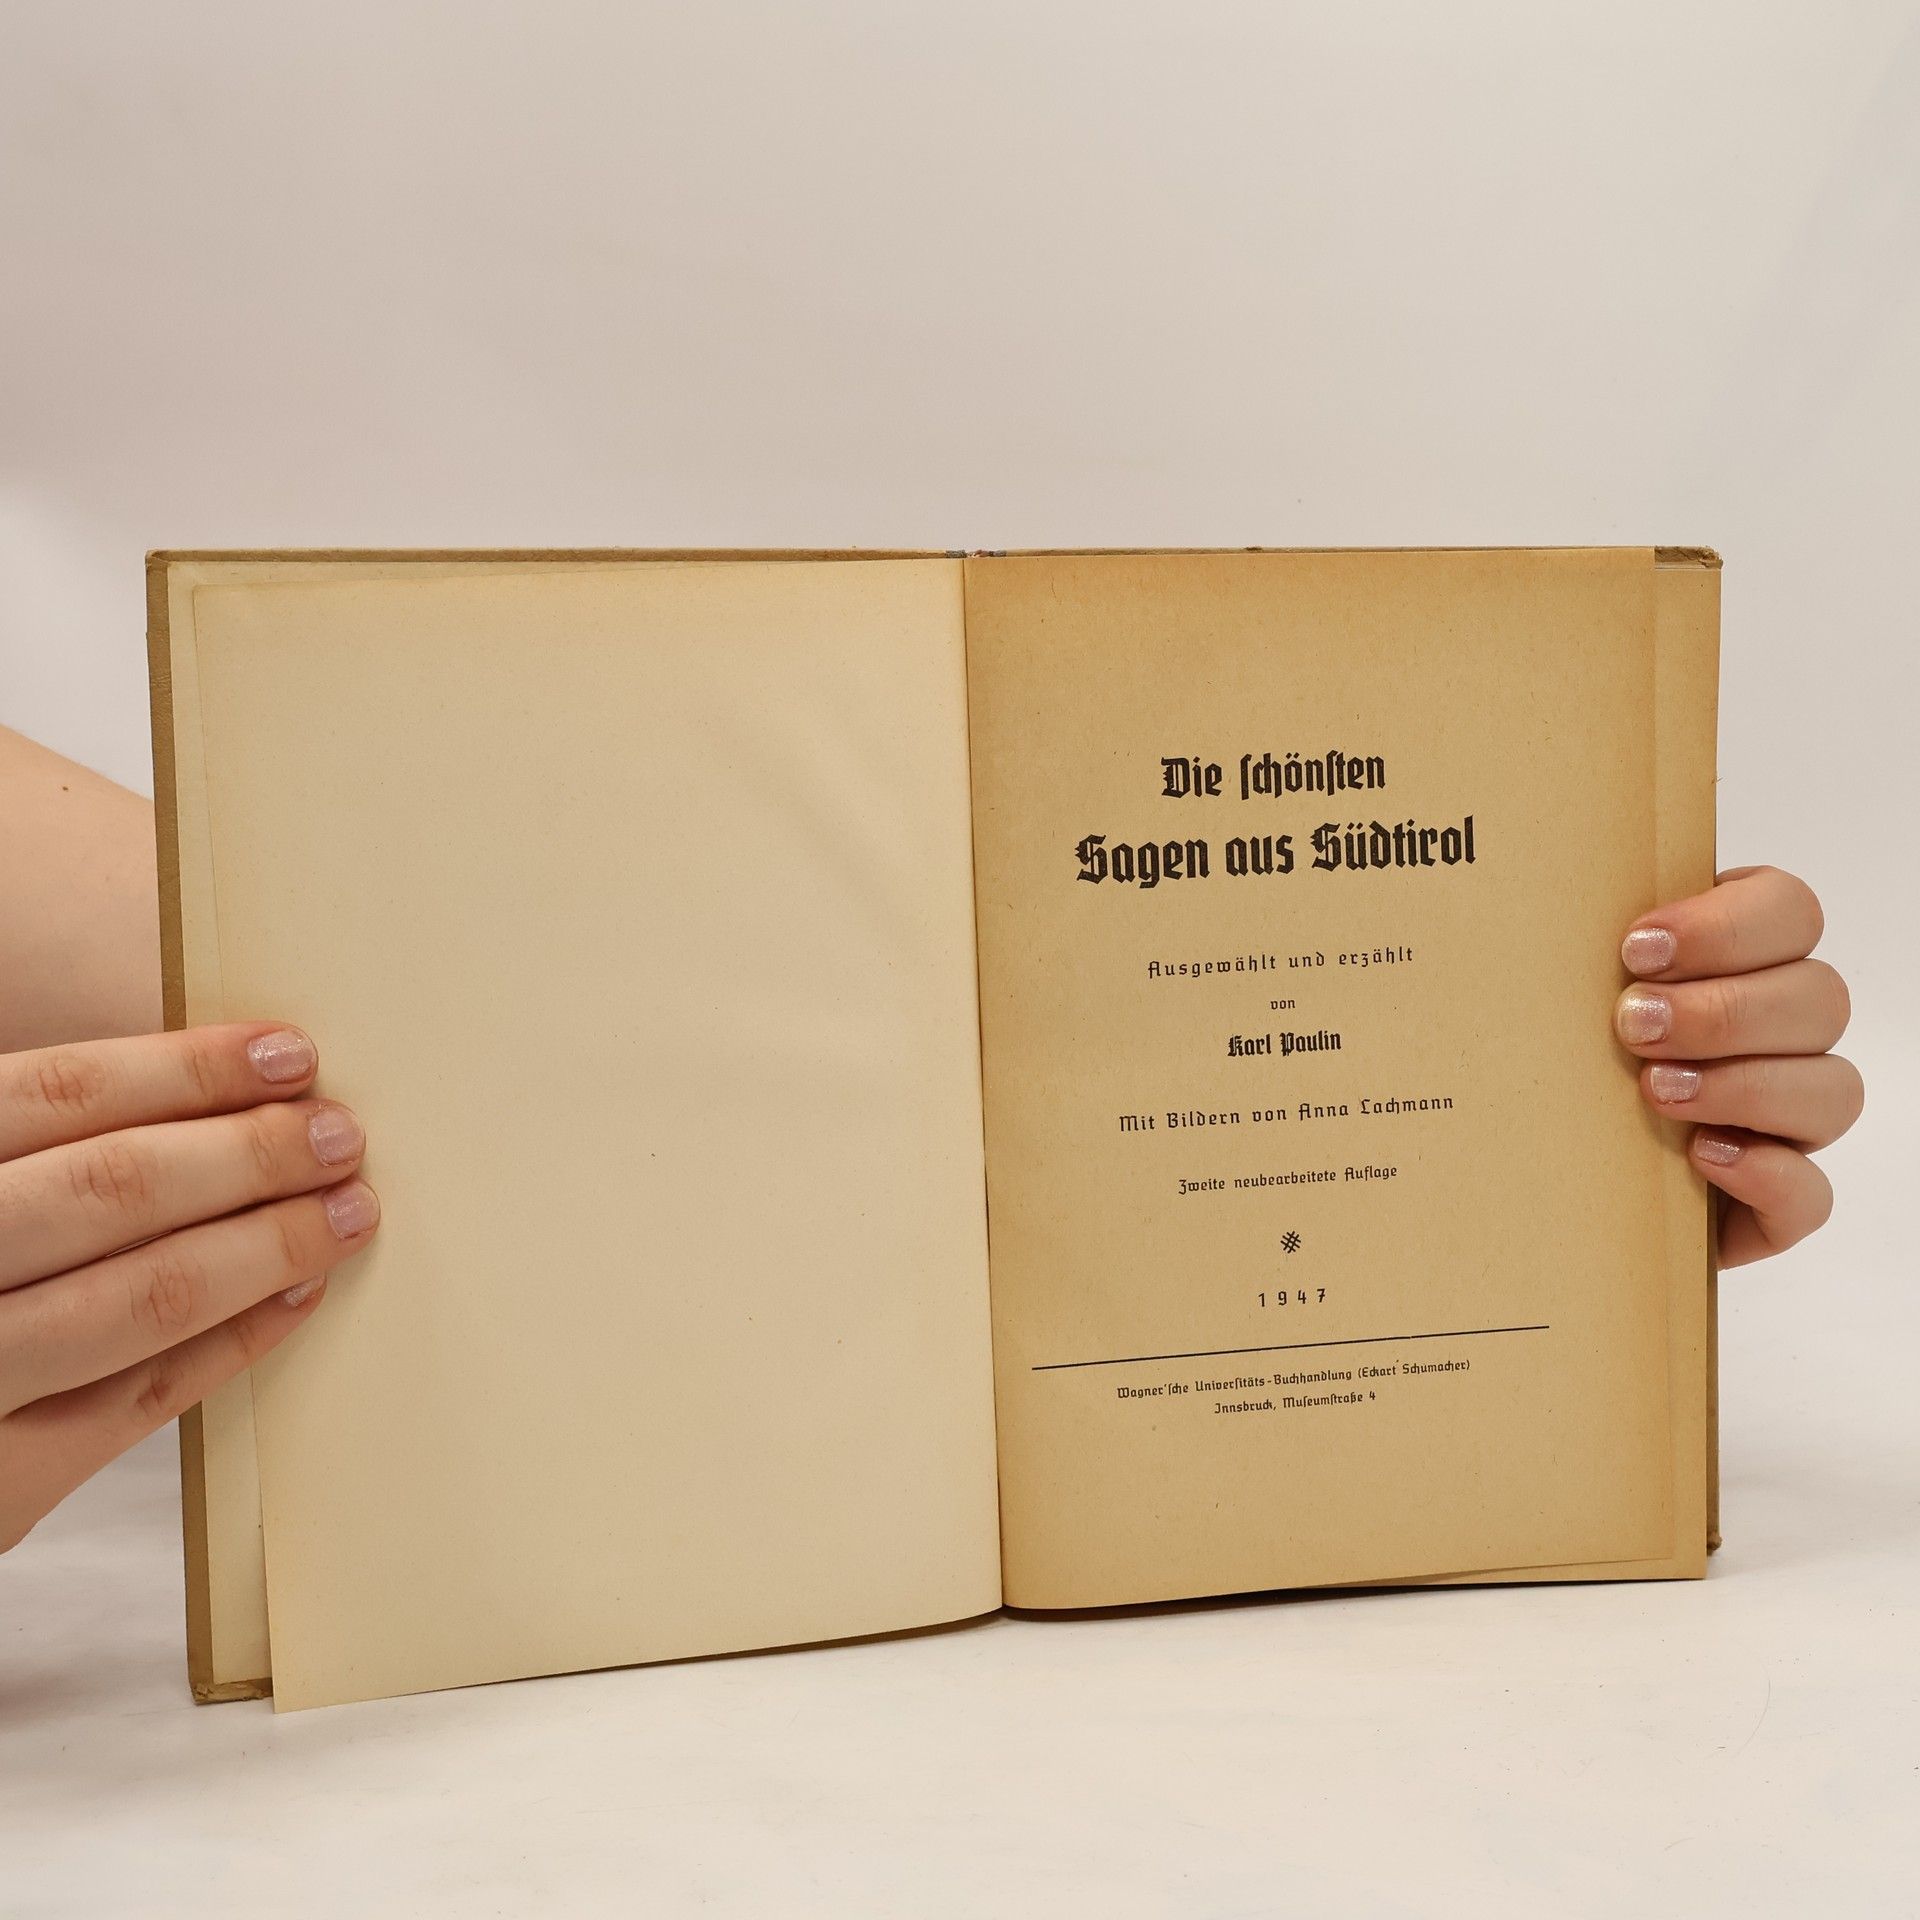 Die ſchönſten
Sagen aus Südtirol
Ausgewählt und erzählt
von
Karl Paulin
Mit Bildern von Anna Lachmann
Zweite neubearbeitete Auflage
1947
Wagner'ſche Univerſitäts-Buchhandlung (Eckart Schumacher)
Innsbruck, Muſeumſtraße 4